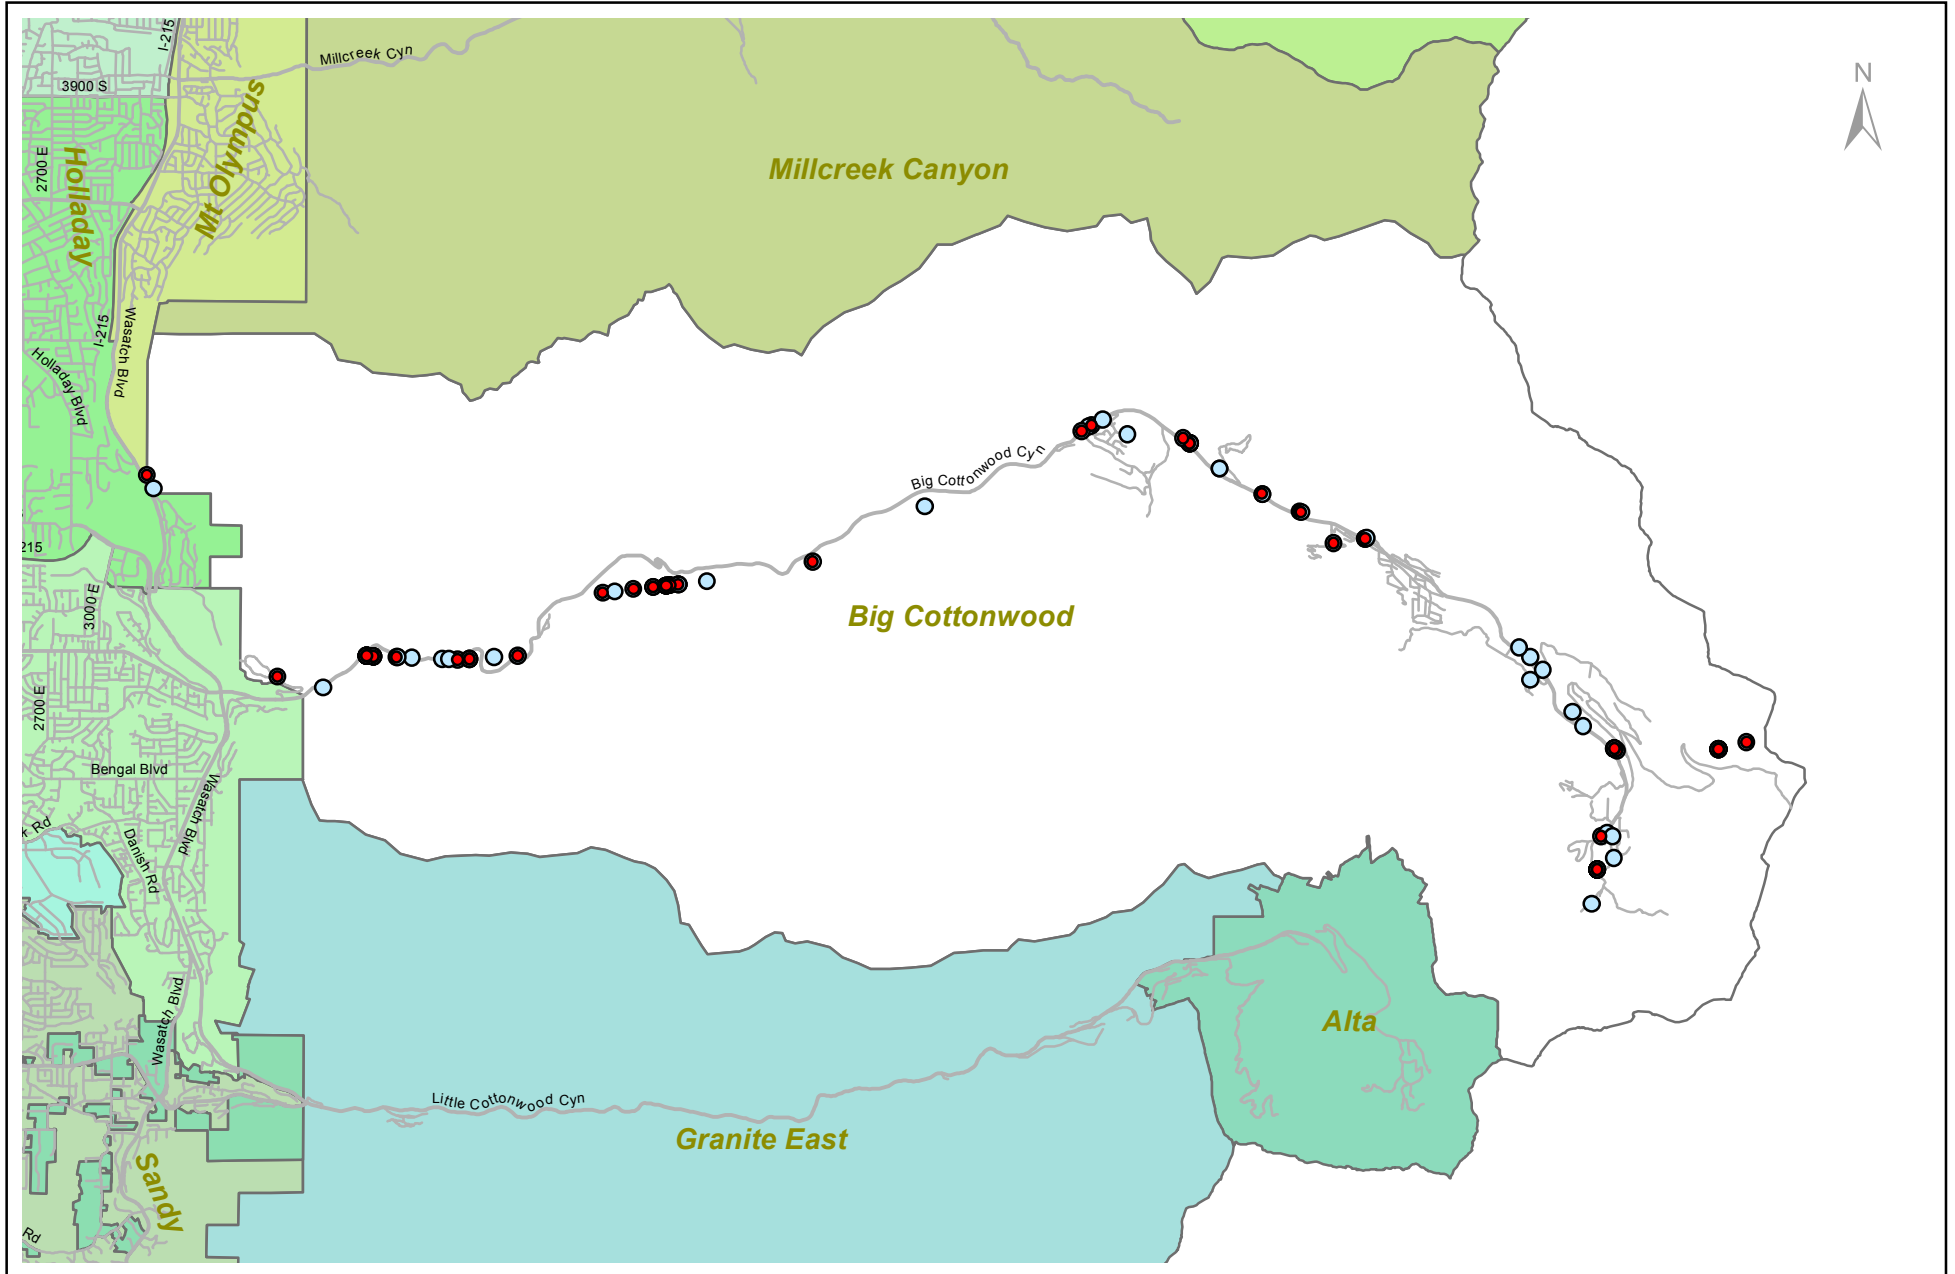 I-215
Millcreek Cyn
N
3900 S
2700 E
Holladay
Mt Olympus
Millcreek Canyon
I-215
Wasatch Blvd
Holladay Blvd
Big Cottonwood Cyn
215
3000 E
Big Cottonwood
2700 E
Bengal Blvd
Wasatch Blvd
Rd
Danish Rd
Wasatch Blvd
Alta
Little Cottonwood Cyn
Granite East
Sandy
Rd